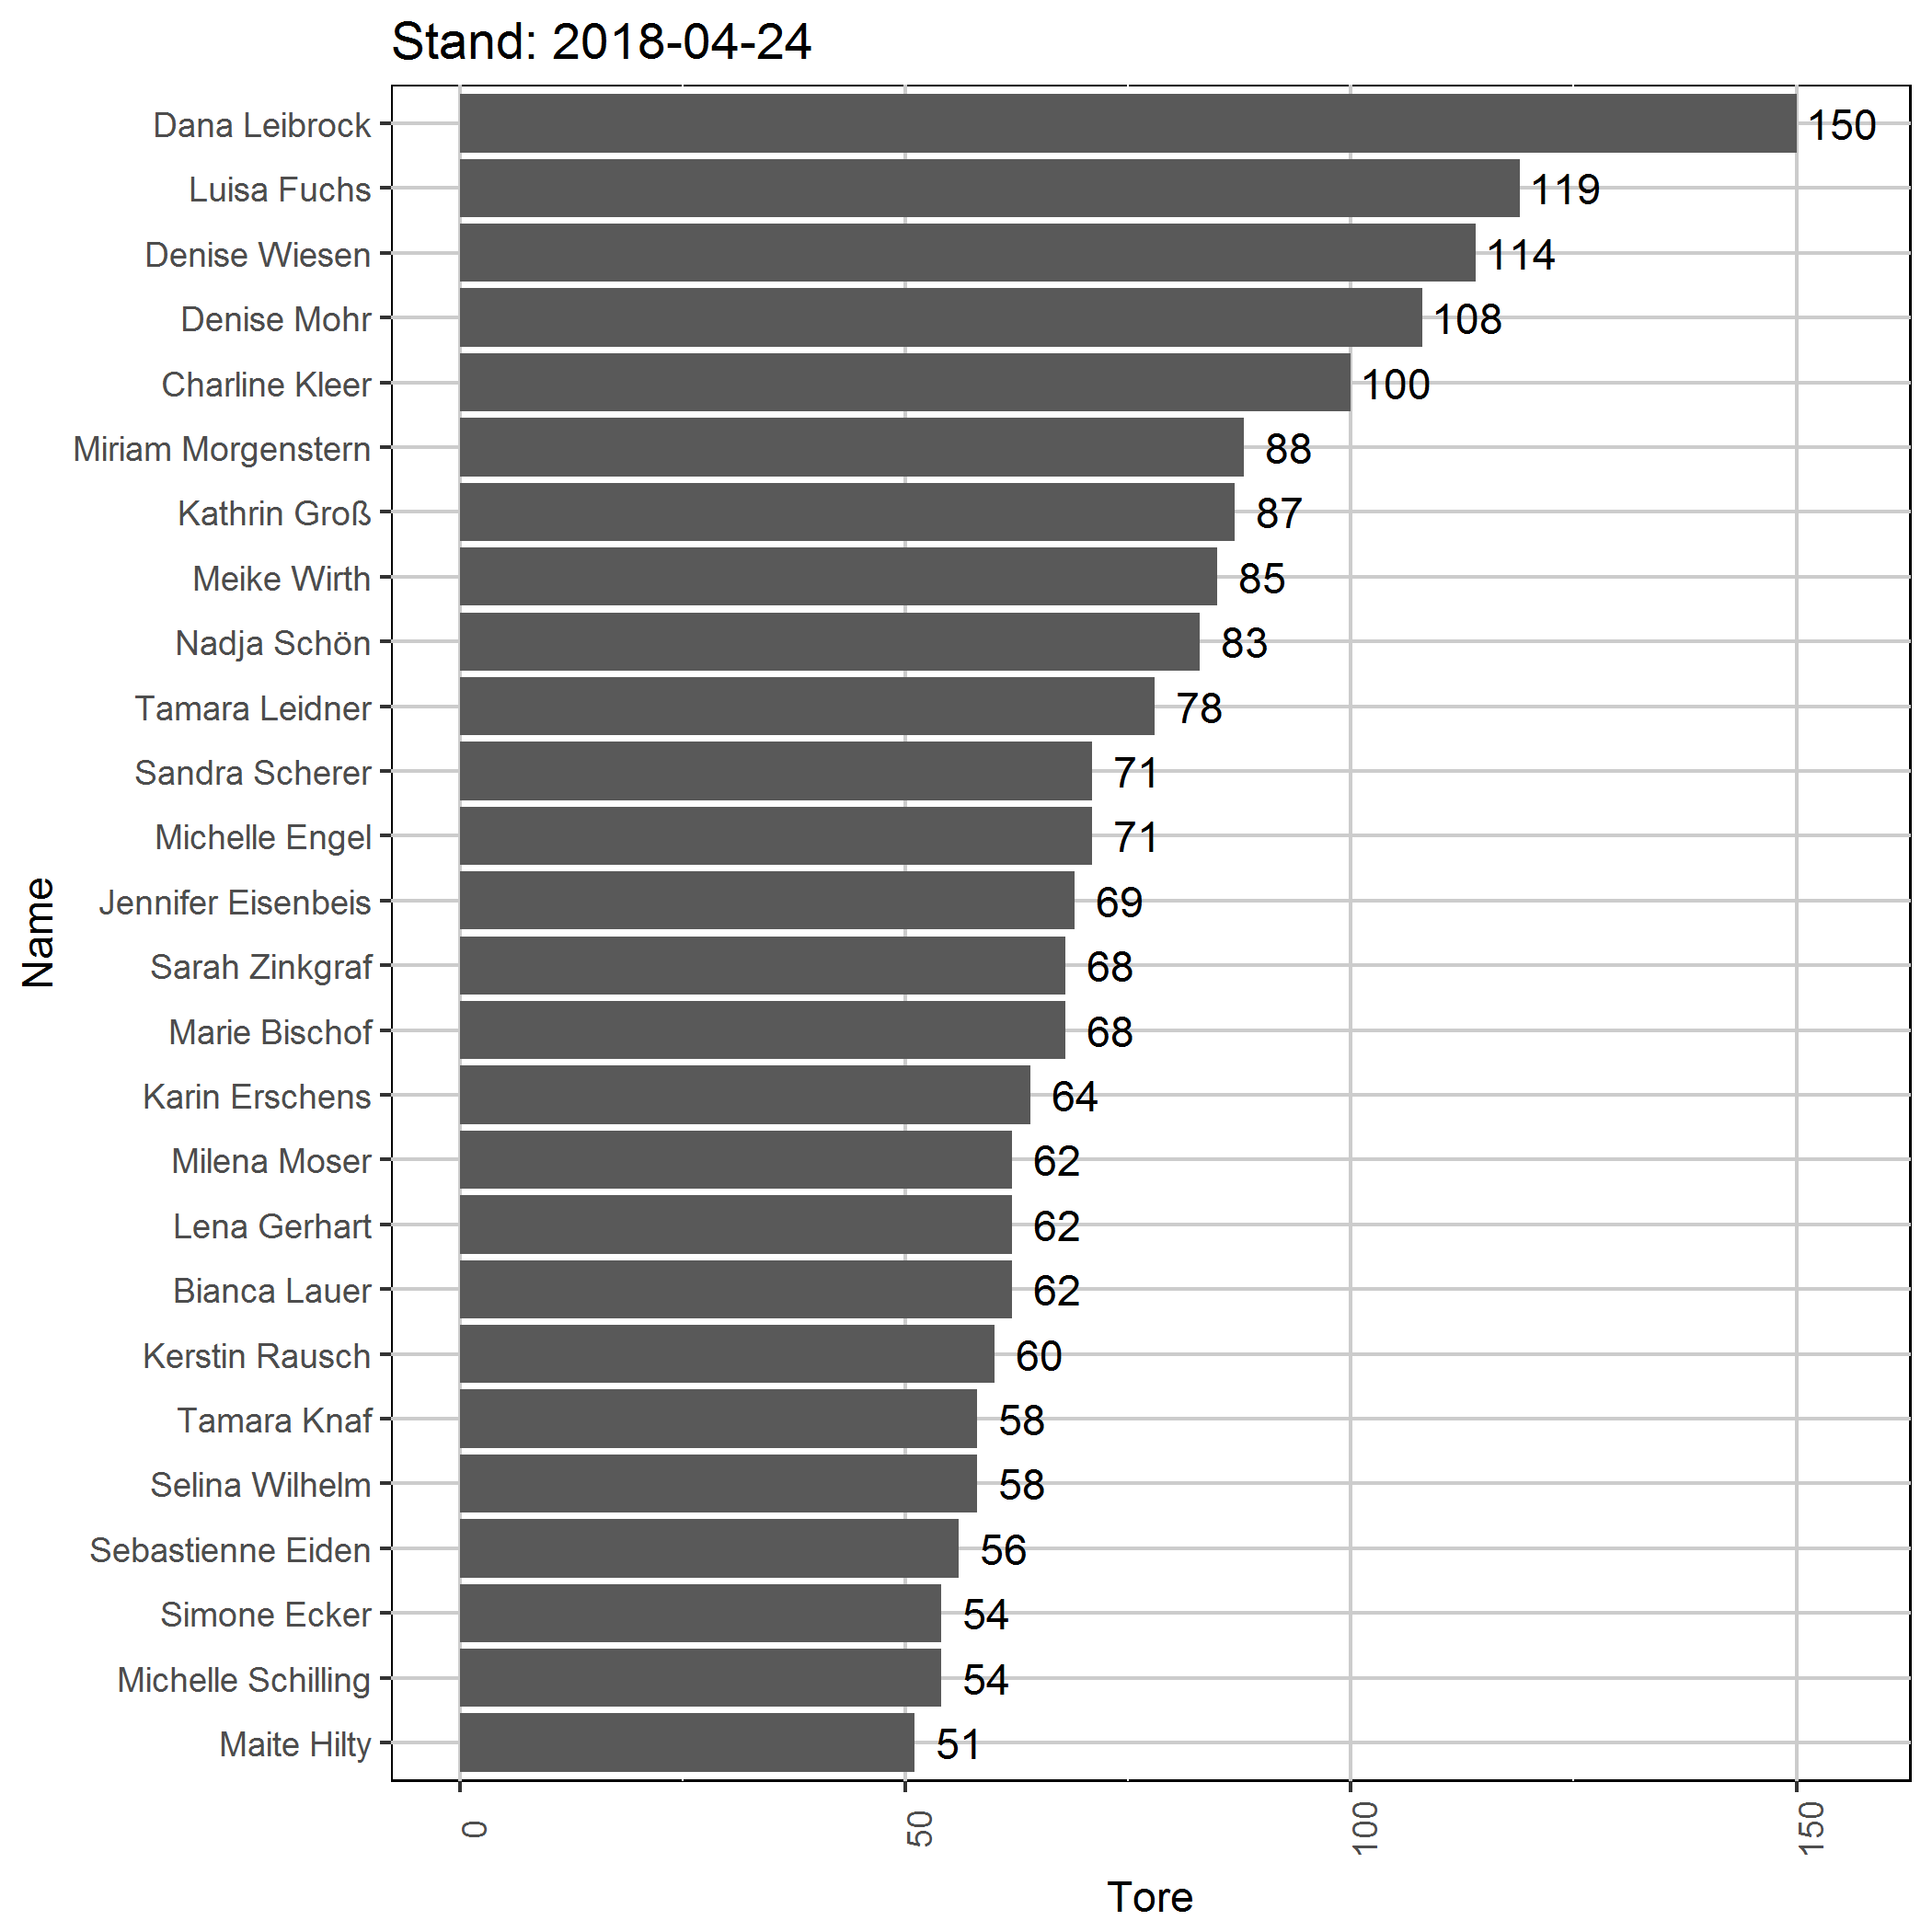 Stand: 2018-04-24
Dana Leibrock 150
Luisa Fuchs 119
Denise Wiesen 114
Denise Mohr 108
Charline Kleer 100
Miriam Morgenstern 88
Kathrin Groß 87
Meike Wirth 85
Nadja Schön 83
Tamara Leidner 78
Sandra Scherer 71
Michelle Engel 71
Jennifer Eisenbeis 69
Sarah Zinkgraf 68
Marie Bischof 68
Karin Erschens 64
Milena Moser 62
Lena Gerhart 62
Bianca Lauer 62
Kerstin Rausch 60
Tamara Knaf 58
Selina Wilhelm 58
Sebastienne Eiden 56
Simone Ecker 54
Michelle Schilling 54
Maite Hilty 51
Name
0 50 100 150
Tore